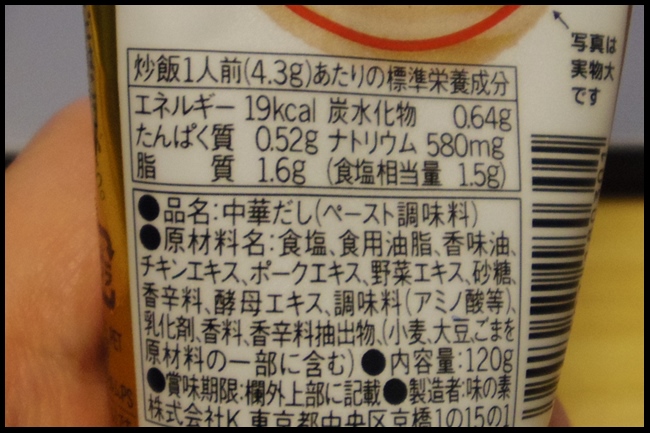 写真は
実物大
です
炒飯1人前(4.3g)あたりの標準栄養成分
エネルギー 19kcal 炭水化物 0.64g
たんぱく質 0.52g ナトリウム 580mg
脂質 1.6g (食塩相当量 1.5g)
●品名:中華だし(ペースト調味料)
●原材料名:食塩、食用油脂、香味油、
チキンエキス、ポークエキス、野菜エキス、砂糖、
香辛料、酵母エキス、調味料(アミノ酸等)、
乳化剤、香料、香辛料抽出物、(小麦、大豆、ごまを
原材料の一部に含む) ●内容量:120g
●賞味期限:欄外上部に記載 ●製造者:味の素
株式会社K 東京都中央区京橋1の15の1